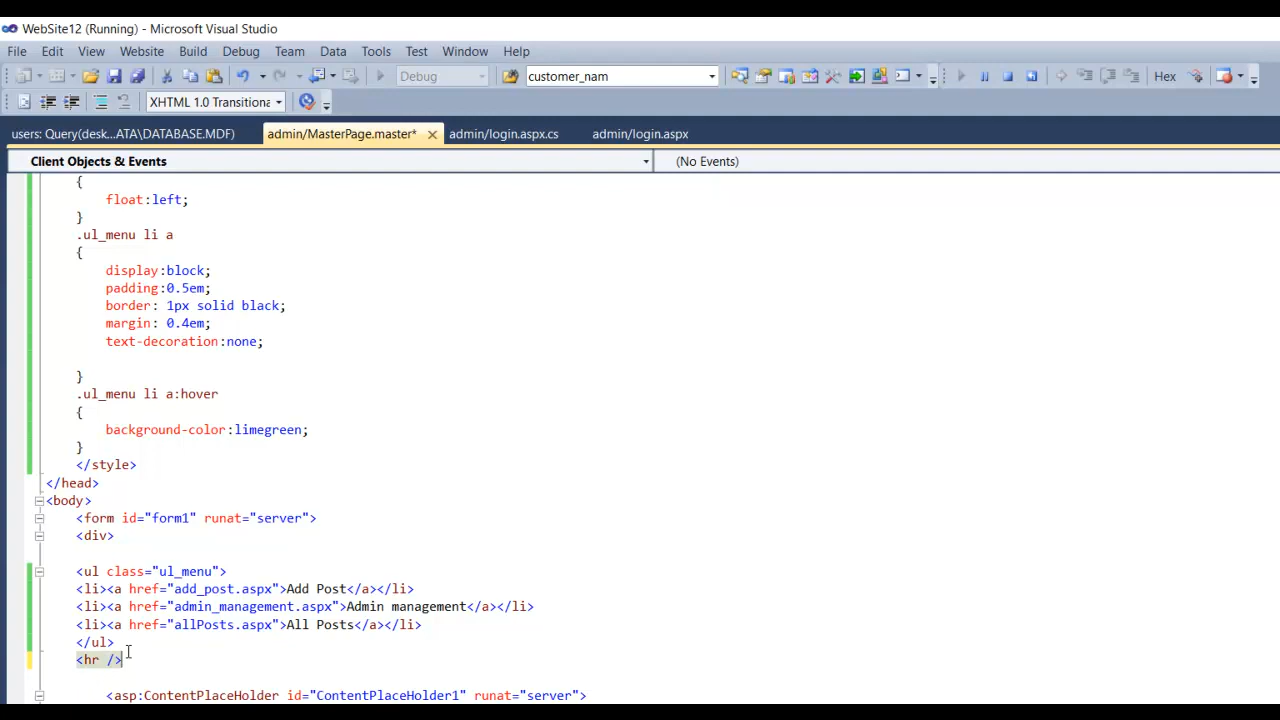 WebSite12 (Running) - Microsoft Visual Studio
File Edit View Website Build Debug Team Data Tools Test Window Help
Debug customer_nam Hex
XHTML 1.0 Transitiona
users: Query(desk...ATA\DATABASE.MDF) admin/MasterPage.master* admin/login.aspx.cs admin/login.aspx
Client Objects & Events (No Events)
{
float:left;
}
.ul_menu li a
{
display:block;
padding:0.5em;
border: 1px solid black;
margin: 0.4em;
text-decoration:none;
}
.ul_menu li a:hover
{
background-color:limegreen;
}
</style>
</head>
<body>
<form id="form1" runat="server">
<div>
<ul class="ul_menu">
<li><a href="add_post.aspx">Add Post</a></li>
<li><a href="admin_management.aspx">Admin management</a></li>
<li><a href="allPosts.aspx">All Posts</a></li>
</ul>
<hr />
<asp:ContentPlaceHolder id="ContentPlaceHolder1" runat="server">